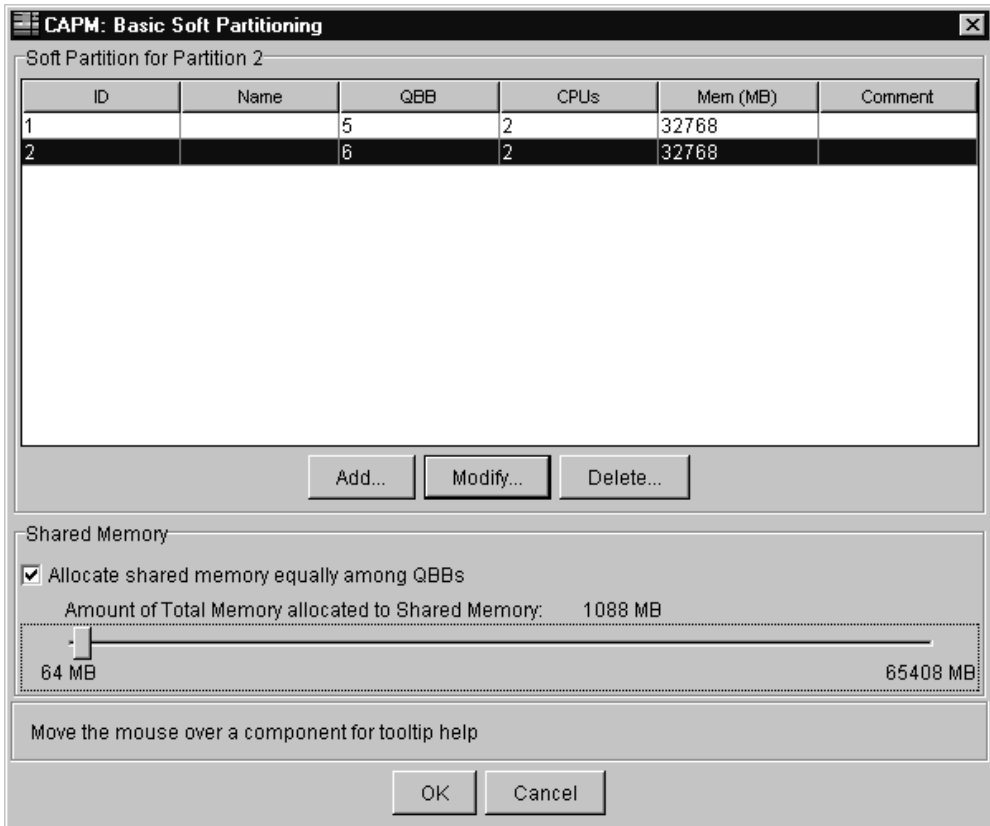 CAPM: Basic Soft Partitioning
Soft Partition for Partition 2
ID Name QBB CPUs Mem (MB) Comment
1 5 2 32768
2 6 2 32768
Add... Modify... Delete...
Shared Memory
Allocate shared memory equally among QBBs
Amount of Total Memory allocated to Shared Memory: 1088 MB
64 MB 65408 MB
Move the mouse over a component for tooltip help
OK Cancel